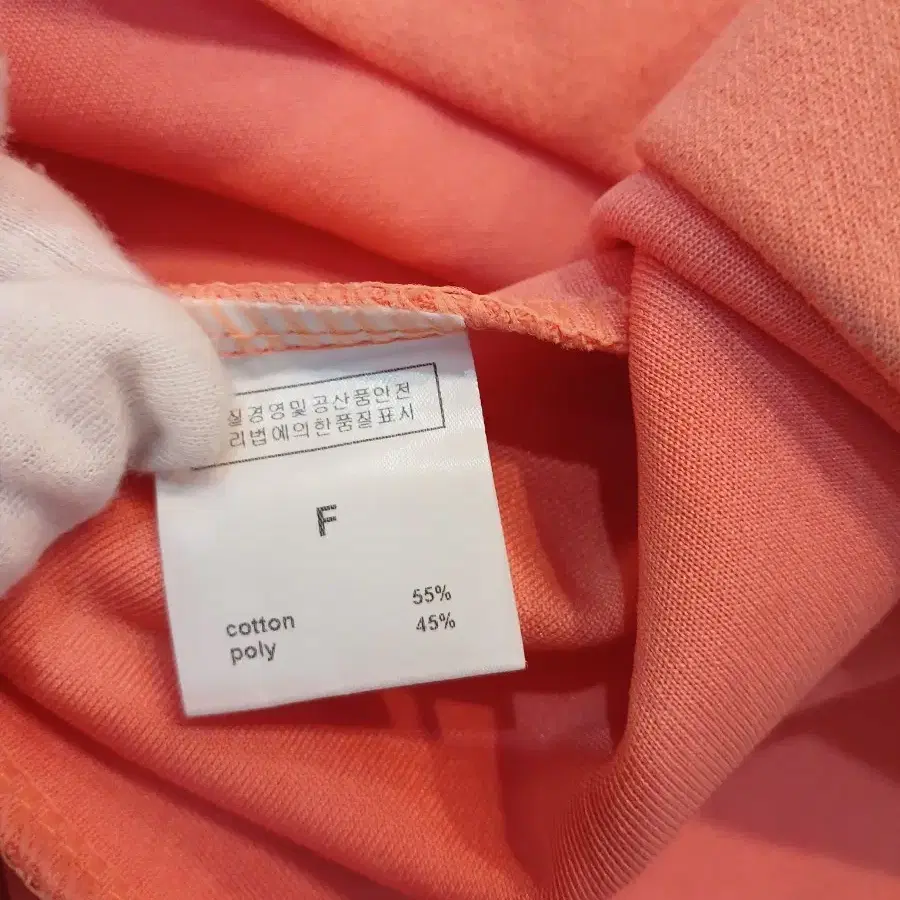 실경영및공산품안전
리법에의한품질표시
F
cotton 55%
poly 45%